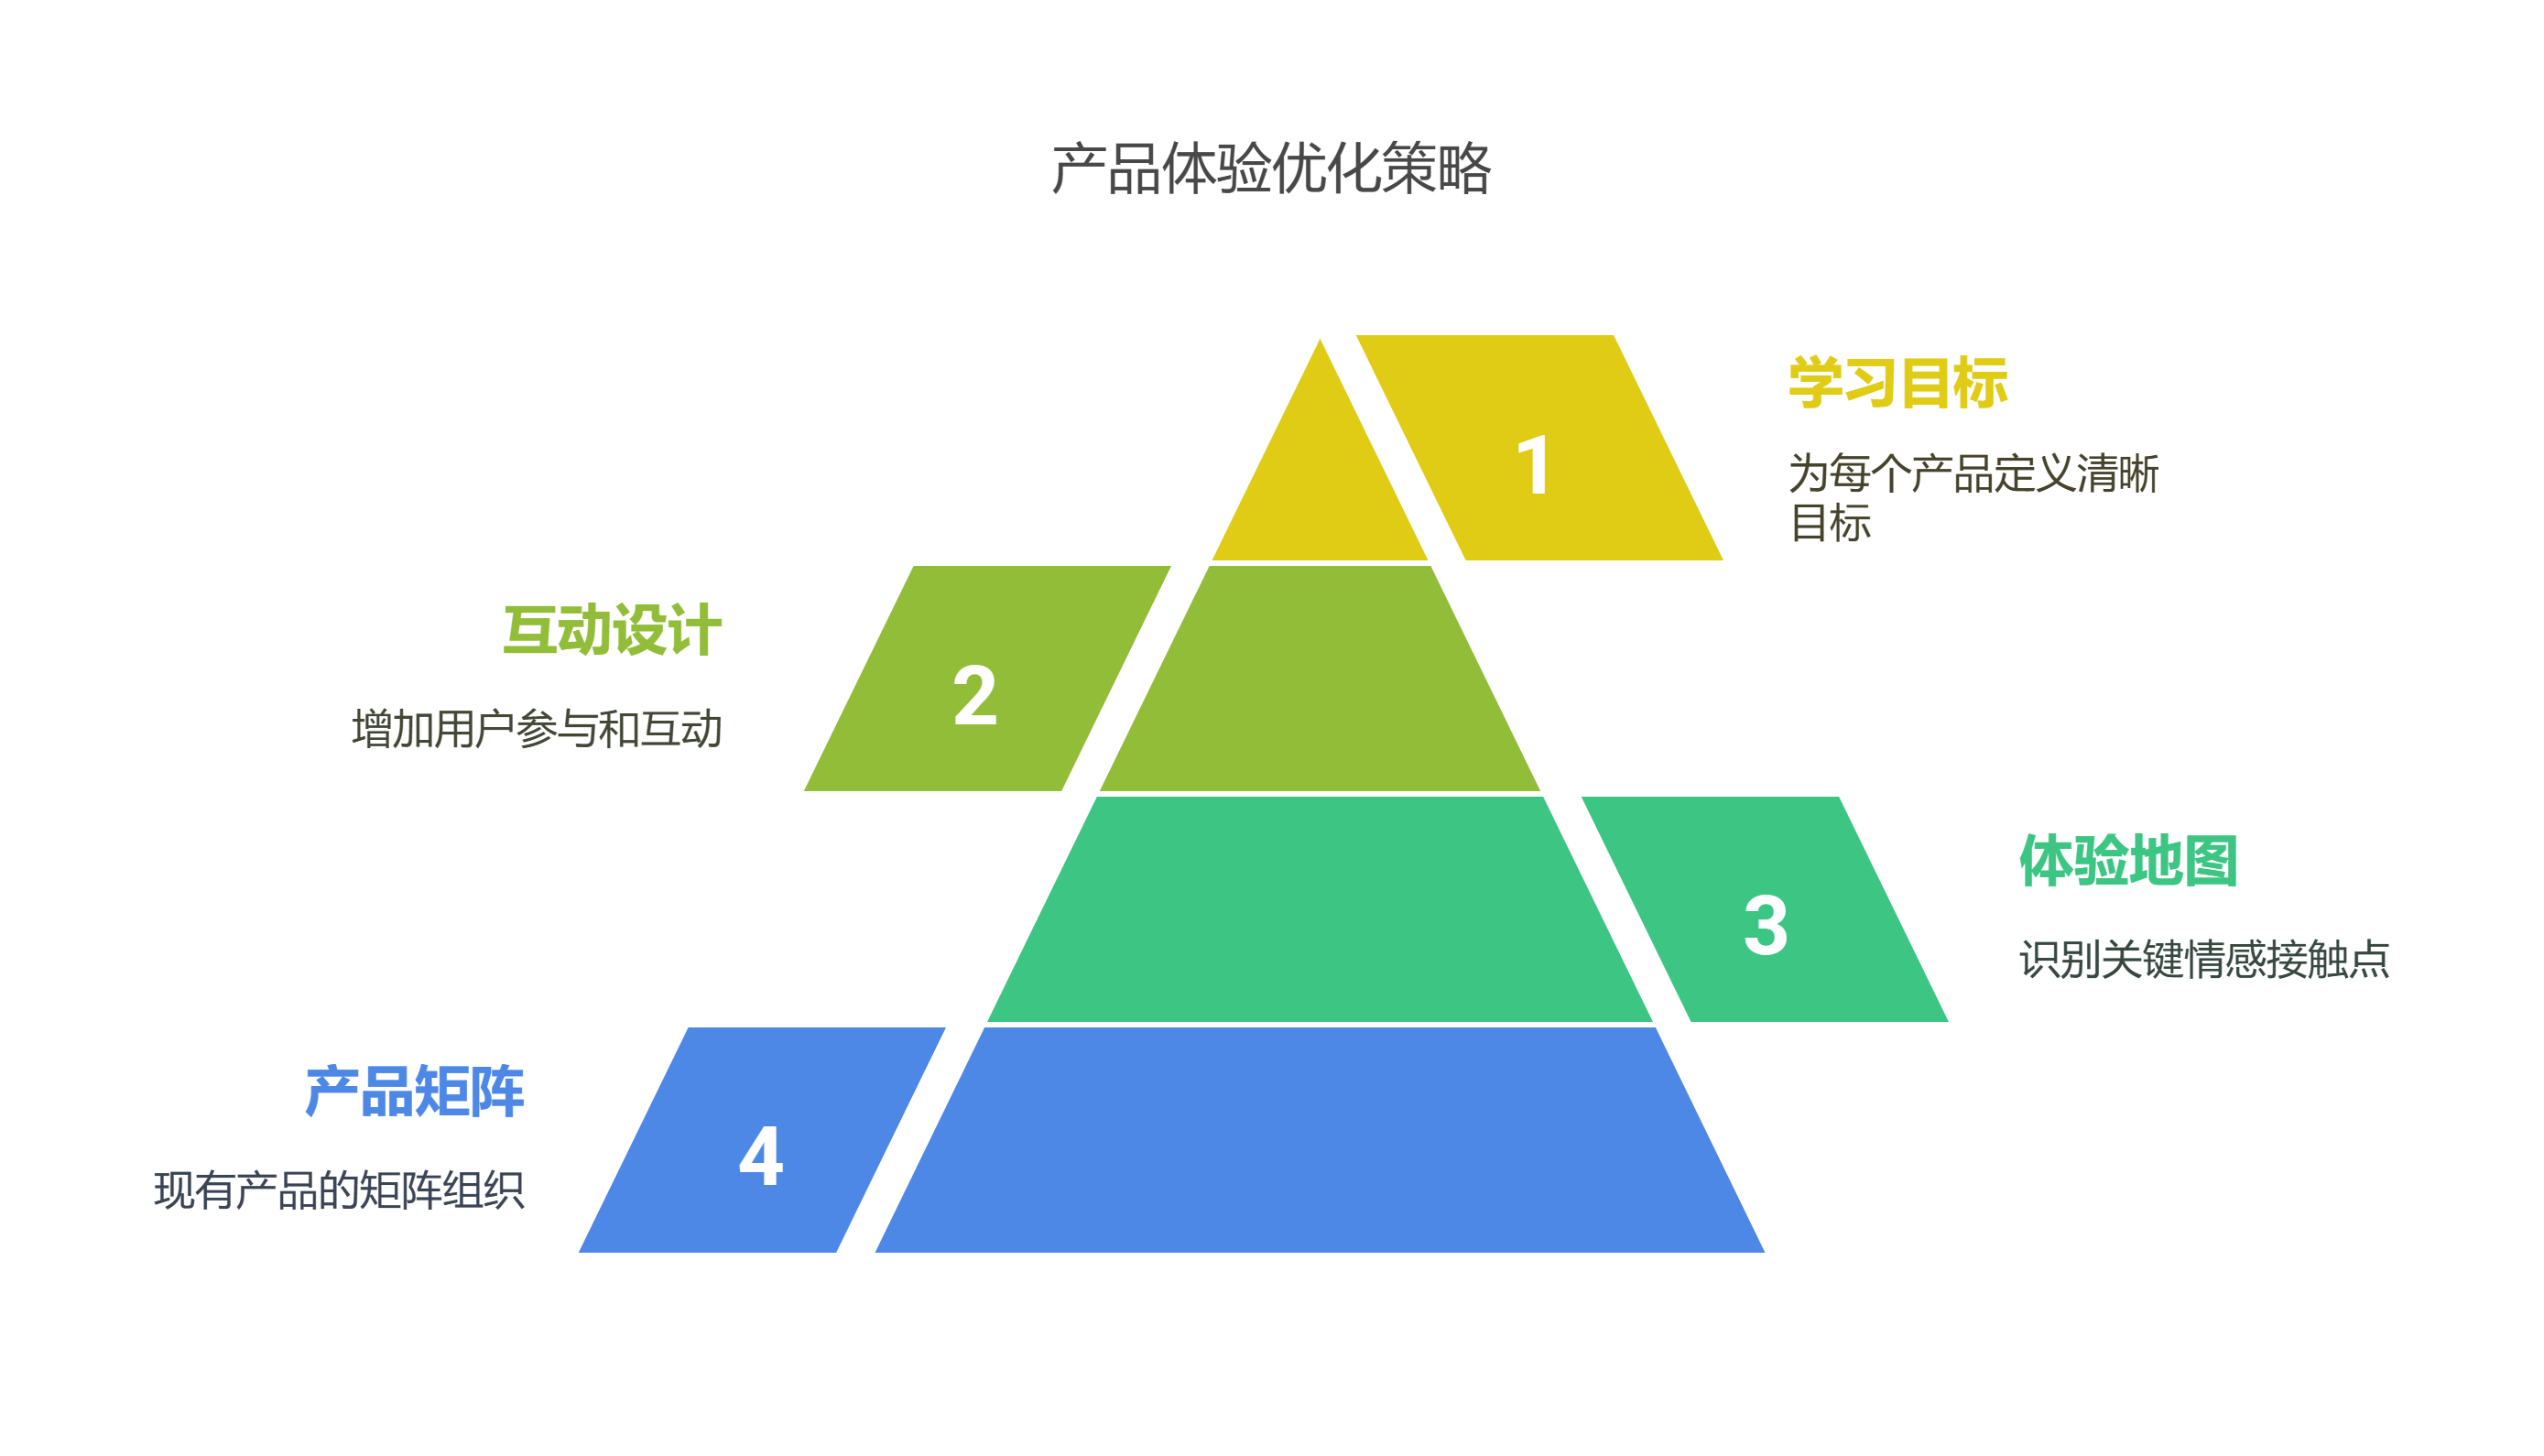 产品体验优化策略
1
学习目标
为每个产品定义清晰
目标
互动设计
增加用户参与和互动
2
3
体验地图
识别关键情感接触点
产品矩阵
现有产品的矩阵组织
4